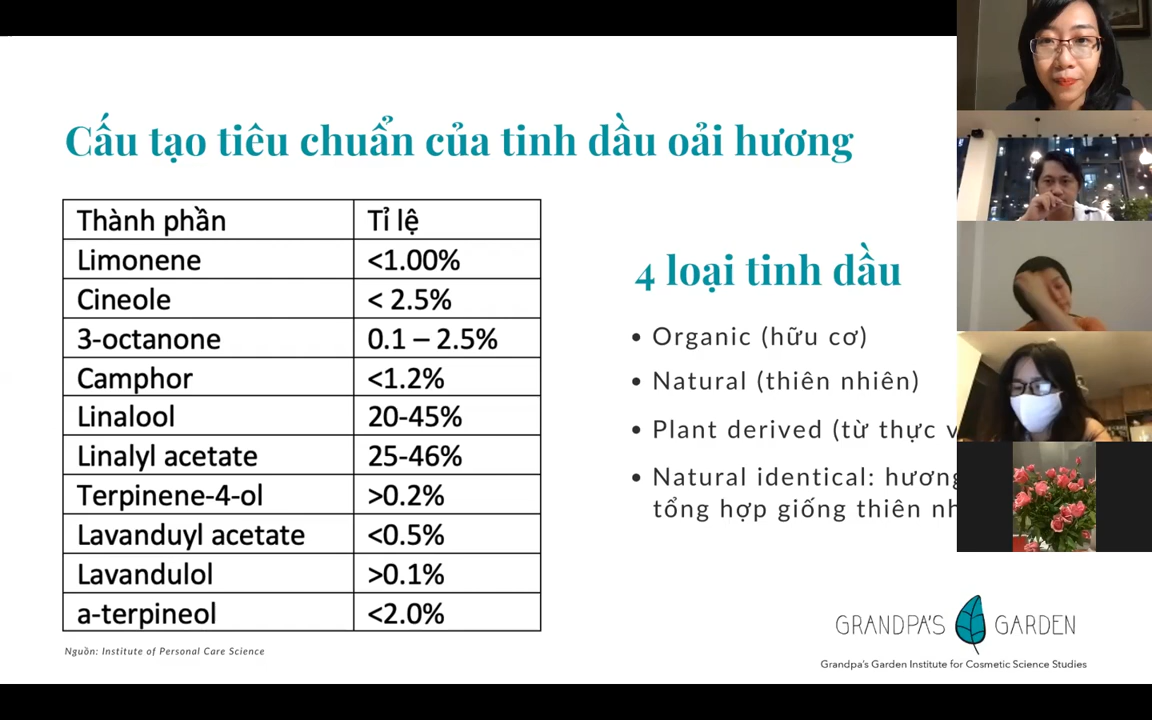 Cấu tạo tiêu chuẩn của tinh dầu oải hương
Thành phần Tỉ lệ
Limonene <1.00%
Cineole < 2.5%
3-octanone 0.1 – 2.5%
Camphor <1.2%
Linalool 20-45%
Linalyl acetate 25-46%
Terpinene-4-ol >0.2%
Lavanduyl acetate <0.5%
Lavandulol >0.1%
a-terpineol <2.0%
Nguồn: Institute of Personal Care Science
4 loại tinh dầu
• Organic (hữu cơ)
• Natural (thiên nhiên)
• Plant derived (từ thực
• Natural identical: hương
tổng hợp giống thiên
GRANDPA'S GARDEN
Grandpa's Garden Institute for Cosmetic Science Studies